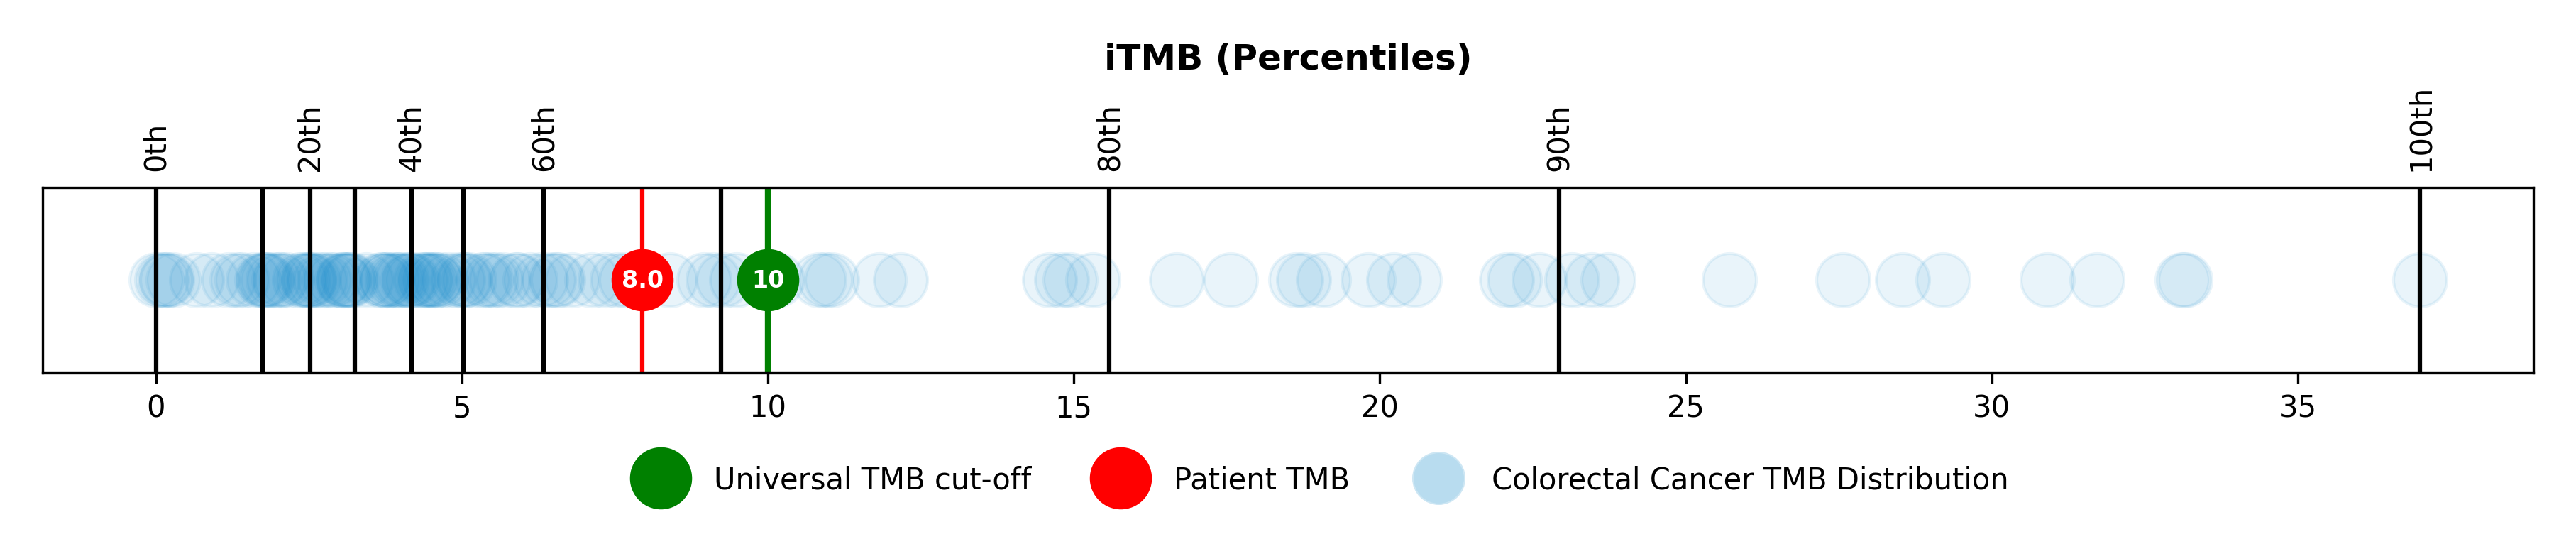 iTMB (Percentiles)
0th 20th 40th 60th 80th 90th 100th
8.0 10
0 5 10 15 20 25 30 35
Universal TMB cut-off Patient TMB Colorectal Cancer TMB Distribution